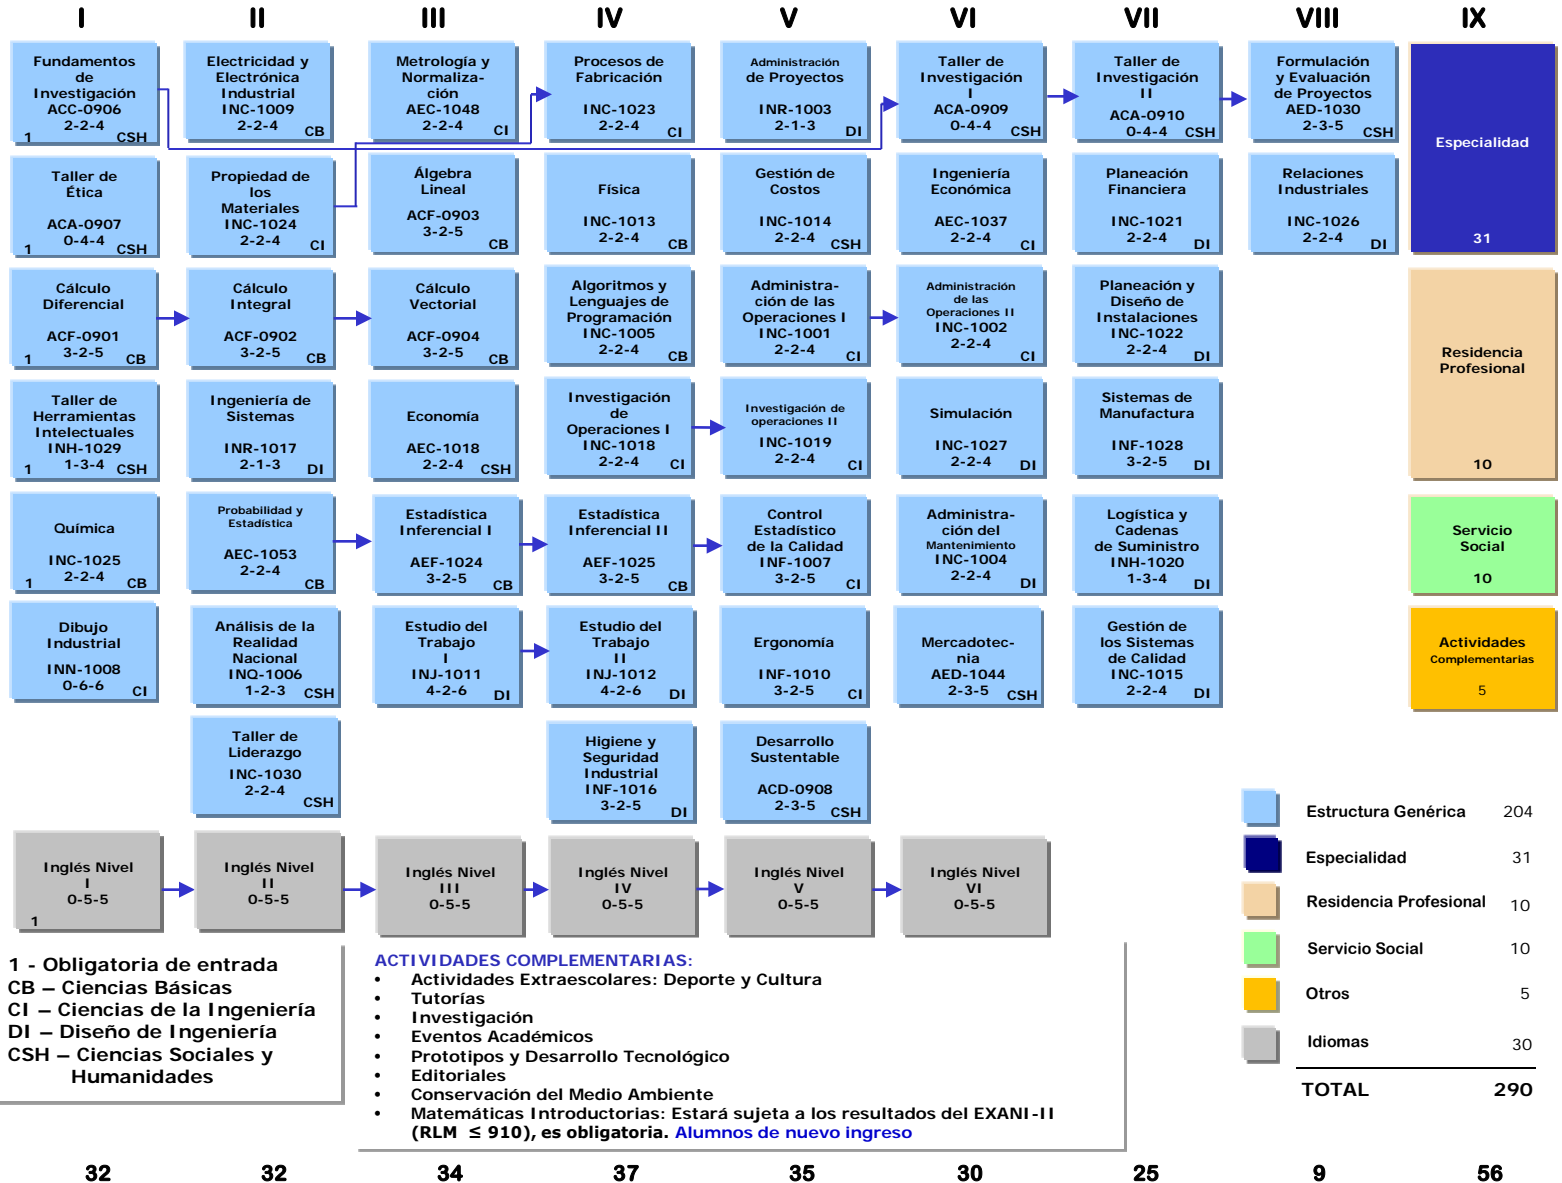 I II III IV V VI VII VIII IX
Fundamentos
de
Investigación
ACC-0906
2-2-4
1 CSH
Electricidad y
Electrónica
Industrial
INC-1009
2-2-4
CB
Metrología y
Normaliza-
ción
AEC-1048
2-2-4
CI
Procesos de
Fabricación
INC-1023
2-2-4
CI
Administración
de Proyectos
INR-1003
2-1-3
DI
Taller de
Investigación
I
ACA-0909
0-4-4
CSH
Taller de
Investigación
II
ACA-0910
0-4-4 CSH
Formulación
y Evaluación
de Proyectos
AED-1030
2-3-5
CSH
Especialidad
31
Taller de
Ética
ACA-0907
0-4-4
1 CSH
Propiedad de
los
Materiales
INC-1024
2-2-4
CI
Álgebra
Lineal
ACF-0903
3-2-5
CB
Física
INC-1013
2-2-4
CB
Gestión de
Costos
INC-1014
2-2-4
CSH
Ingeniería
Económica
AEC-1037
2-2-4
CI
Planeación
Financiera
INC-1021
2-2-4
DI
Relaciones
Industriales
INC-1026
2-2-4
DI
Cálculo
Diferencial
ACF-0901
3-2-5
1 CB
Cálculo
Integral
ACF-0902
3-2-5
CB
Cálculo
Vectorial
ACF-0904
3-2-5
CB
Algoritmos y
Lenguajes de
Programación
INC-1005
2-2-4
CB
Administra-
ción de las
Operaciones I
INC-1001
2-2-4
CI
Administración
de las
Operaciones II
INC-1002
2-2-4
CI
Planeación y
Diseño de
Instalaciones
INC-1022
2-2-4
DI
Residencia
Profesional
10
Taller de
Herramientas
Intelectuales
INH-1029
1 1-3-4 CSH
Ingeniería de
Sistemas
INR-1017
2-1-3
DI
Economía
AEC-1018
2-2-4
CSH
Investigación
de
Operaciones I
INC-1018
2-2-4
CI
Investigación de
operaciones II
INC-1019
2-2-4
CI
Simulación
INC-1027
2-2-4
DI
Sistemas de
Manufactura
INF-1028
3-2-5
DI
Química
INC-1025
2-2-4
1 CB
Probabilidad y
Estadística
AEC-1053
2-2-4
CB
Estadística
Inferencial I
AEF-1024
3-2-5
CB
Estadística
Inferencial II
AEF-1025
3-2-5
CB
Control
Estadístico
de la Calidad
INF-1007
3-2-5
CI
Administra-
ción del
Mantenimiento
INC-1004
2-2-4
DI
Logística y
Cadenas
de Suministro
INH-1020
1-3-4
DI
Servicio
Social
10
Dibujo
Industrial
INN-1008
0-6-6
CI
Análisis de la
Realidad
Nacional
INQ-1006
1-2-3
CSH
Estudio del
Trabajo
I
INJ-1011
4-2-6
DI
Estudio del
Trabajo
II
INJ-1012
4-2-6
DI
Ergonomía
INF-1010
3-2-5
CI
Mercadotec-
nia
AED-1044
2-3-5
CSH
Gestión de
los Sistemas
de Calidad
INC-1015
2-2-4
DI
Actividades
Complementarias
5
Taller de
Liderazgo
INC-1030
2-2-4
CSH
Higiene y
Seguridad
Industrial
INF-1016
3-2-5
DI
Desarrollo
Sustentable
ACD-0908
2-3-5
CSH
Inglés Nivel
I
0-5-5
1
Inglés Nivel
II
0-5-5
Inglés Nivel
III
0-5-5
Inglés Nivel
IV
0-5-5
Inglés Nivel
V
0-5-5
Inglés Nivel
VI
0-5-5
Estructura Genérica 204
Especialidad 31
Residencia Profesional 10
Servicio Social 10
Otros 5
Idiomas 30
TOTAL 290
1 - Obligatoria de entrada
CB – Ciencias Básicas
CI – Ciencias de la Ingeniería
DI – Diseño de Ingeniería
CSH – Ciencias Sociales y
Humanidades
ACTIVIDADES COMPLEMENTARIAS:
• Actividades Extraescolares: Deporte y Cultura
• Tutorías
• Investigación
• Eventos Académicos
• Prototipos y Desarrollo Tecnológico
• Editoriales
• Conservación del Medio Ambiente
• Matemáticas Introductorias: Estará sujeta a los resultados del EXANI-II
(RLM ≤ 910), es obligatoria. Alumnos de nuevo ingreso
32 32 34 37 35 30 25 9 56